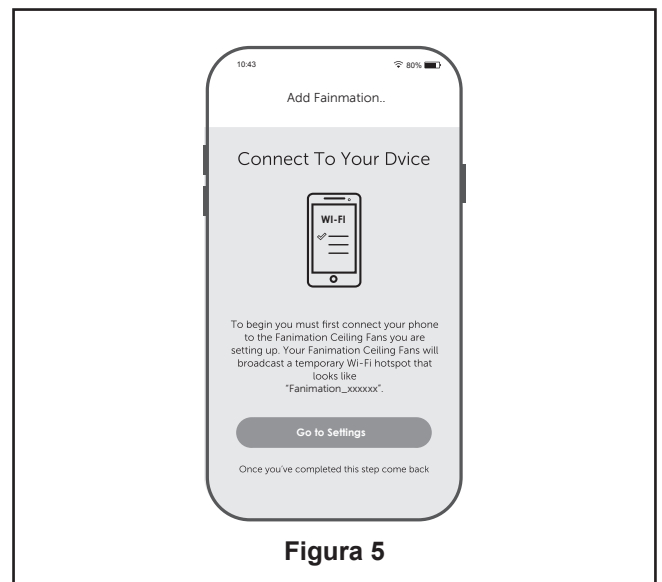 10:43
80%
Add Fainmation..
Connect To Your Dvice
WI-FI
To begin you must first connect your phone
to the Fanimation Ceiling Fans you are
setting up. Your Fanimation Ceiling Fans will
broadcast a temporary Wi-Fi hotspot that
looks like
“Fanimation_xxxxxx”.
Go to Settings
Once you’ve completed this step come back
Figura 5